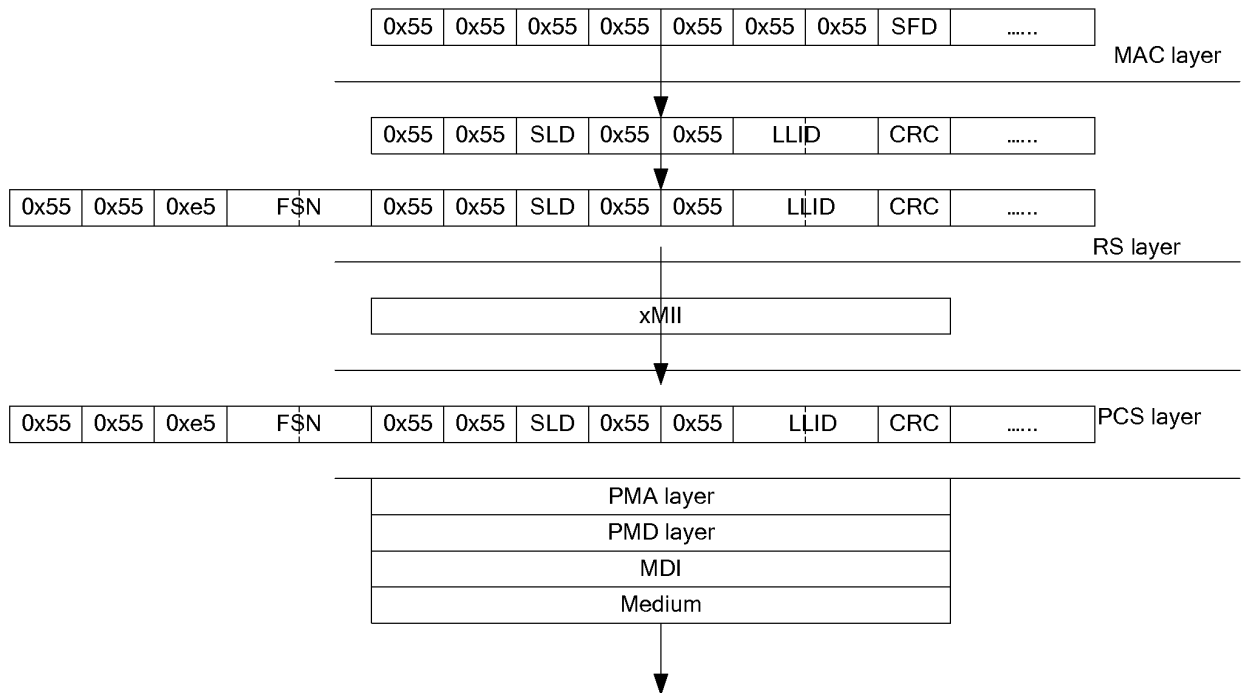 0x55 0x55 0x55 0x55 0x55 0x55 0x55 SFD ......
MAC layer
0x55 0x55 SLD 0x55 0x55 LLID CRC ......
0x55 0x55 0xe5 FSN 0x55 0x55 SLD 0x55 0x55 LLID CRC ......
RS layer
xMII
0x55 0x55 0xe5 FSN 0x55 0x55 SLD 0x55 0x55 LLID CRC ......
PCS layer
PMA layer
PMD layer
MDI
Medium